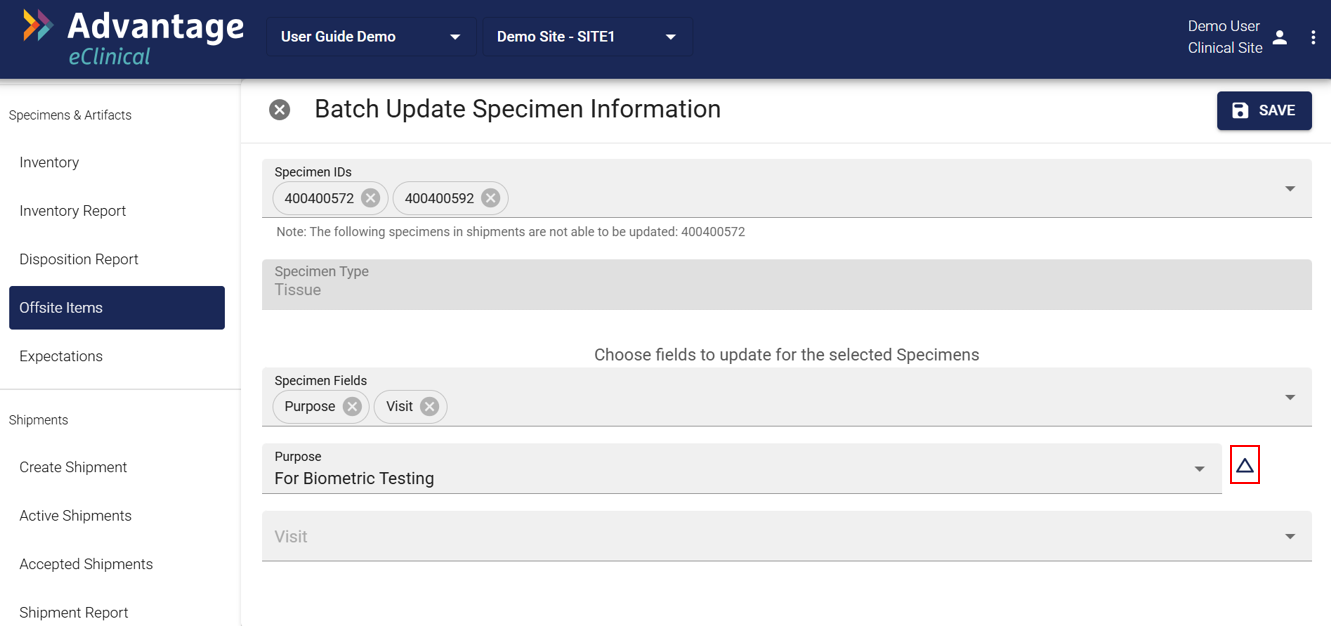 Advantage
eClinical
User Guide Demo
Demo Site - SITE1
Demo User
Clinical Site
Specimens & Artifacts
Inventory
Inventory Report
Disposition Report
Offsite Items
Expectations
Shipments
Create Shipment
Active Shipments
Accepted Shipments
Shipment Report
Batch Update Specimen Information
SAVE
Specimen IDs
400400572 400400592
Note: The following specimens in shipments are not able to be updated: 400400572
Specimen Type
Tissue
Choose fields to update for the selected Specimens
Specimen Fields
Purpose Visit
Purpose
For Biometric Testing
Visit